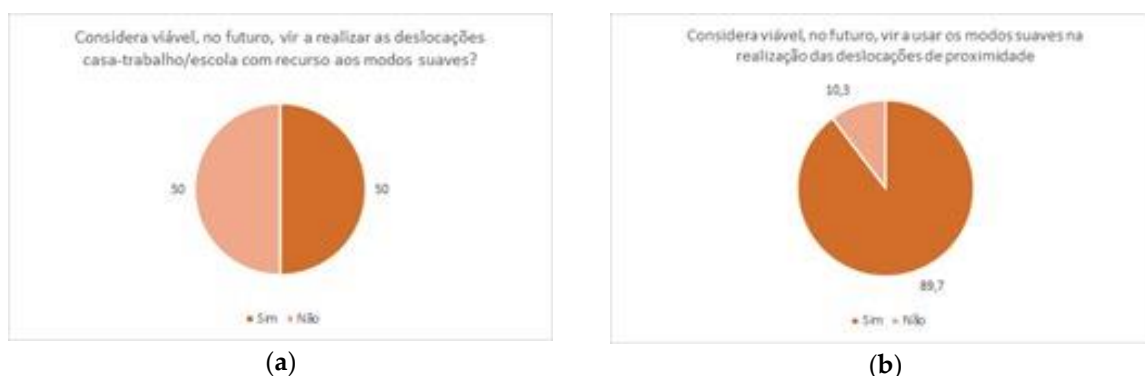 Considera viável, no futuro, vir a realizar as deslocações
casa-trabalho/escola com recurso aos modos suaves?
50
50
Sim Não
(a)
Considera viável, no futuro, vir a usar os modos suaves na
realização das deslocações de proximidade
10,3
89,7
Sim Não
(b)